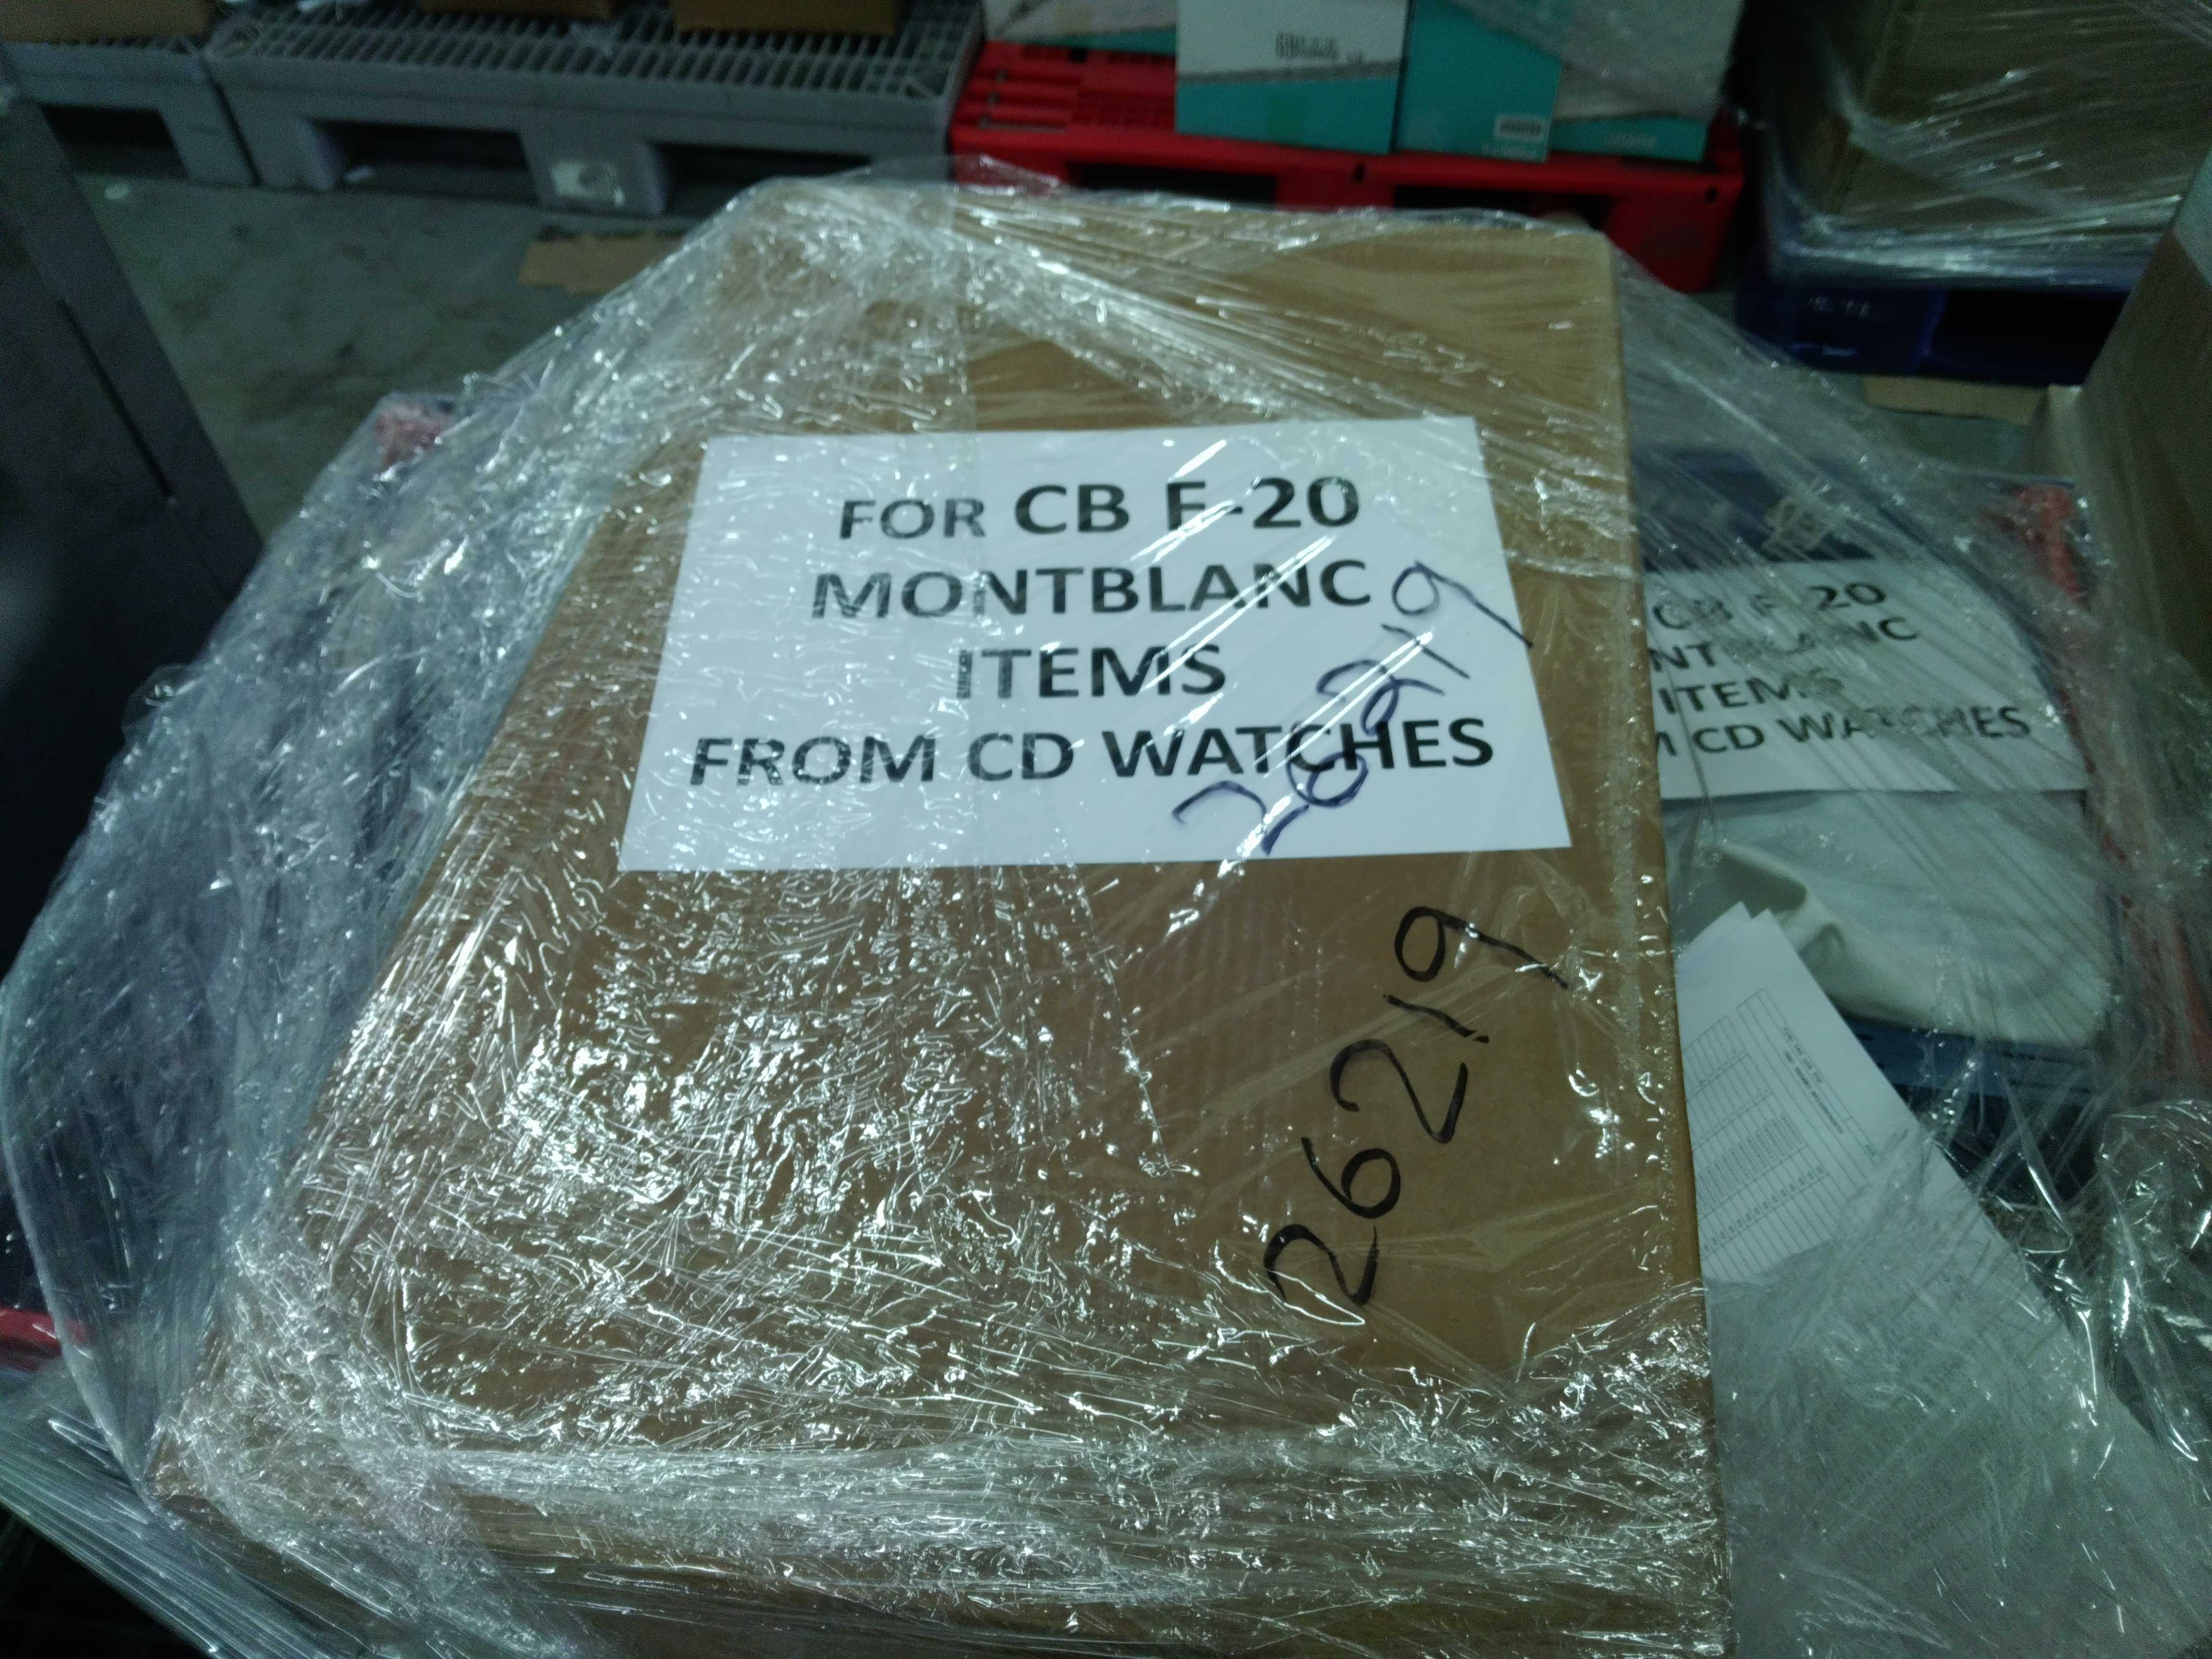 FOR CB F-20
MONTBLANC
ITEMS
FROM CD WATCHES
26219
26219
CB F-20
NTBLANC
ITEMS
M CD WATCHES